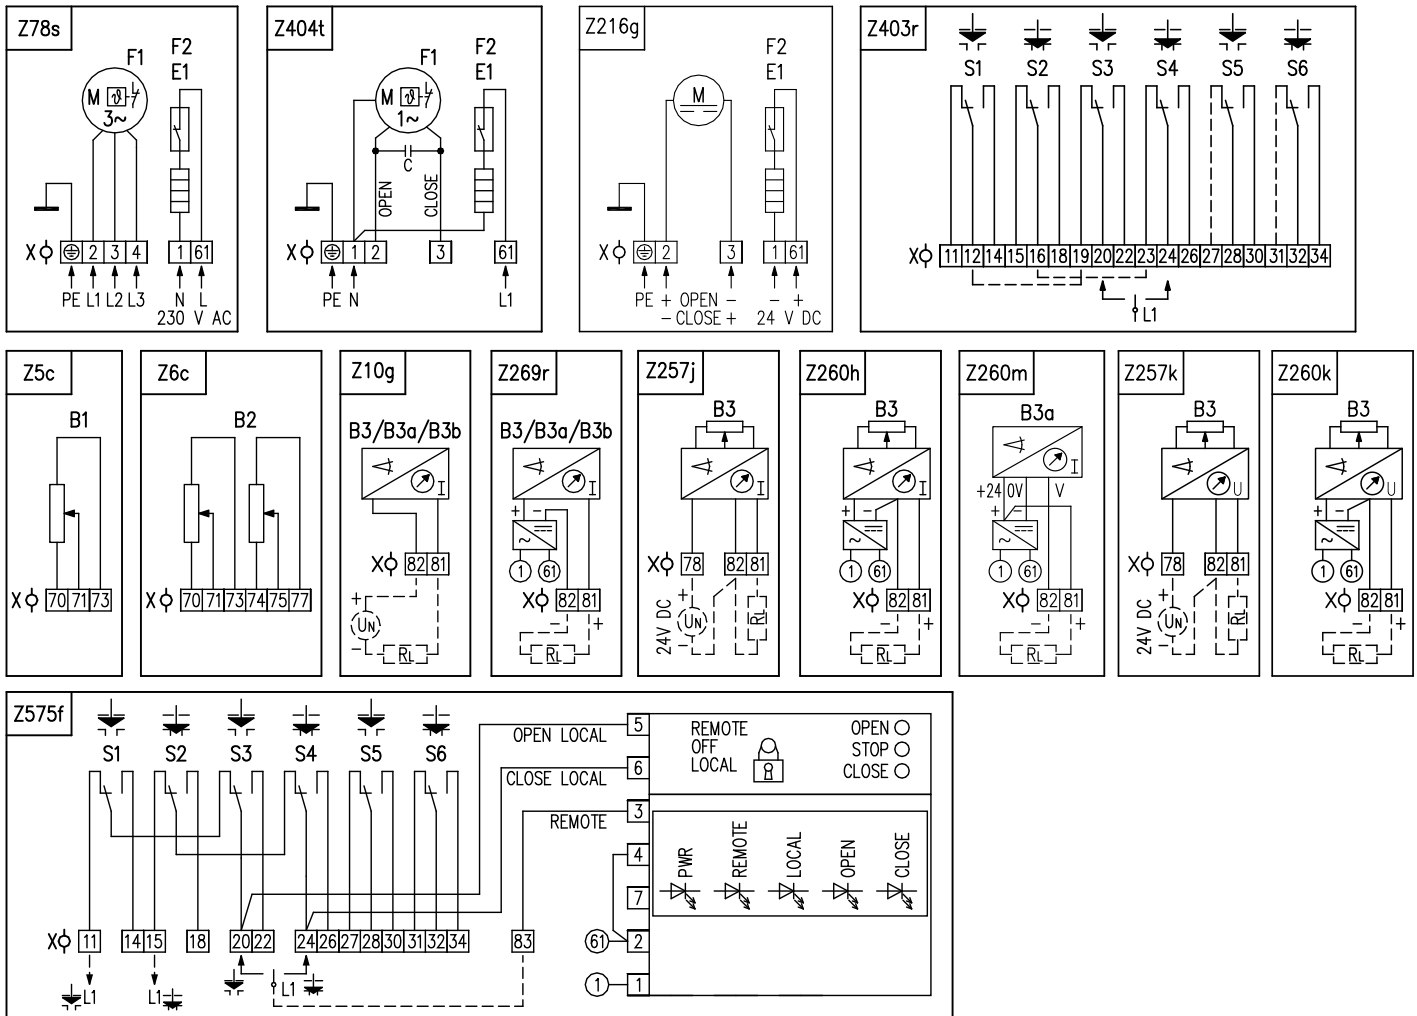 Z78s
F1
F2
E1
M ϑ
3~
X
2 3 4 1 61
PE L1 L2 L3 N L
230 V AC
Z404t
F1
F2
E1
M ϑ
1~
C
OPEN
CLOSE
X
1 2 3 61
PE N L1
Z216g
F2
E1
M
X
2 3 1 61
PE + OPEN − − +
− CLOSE + 24 V DC
Z403r
S1 S2 S3 S4 S5 S6
X
11 12 14 15 16 18 19 20 22 23 24 26 27 28 30 31 32 34
L1
Z5c
B1
X 70 71 73
Z6c
B2
X 70 71 73 74 75 77
Z10g
B3/B3a/B3b
I
X 82 81
+
UN
−
RL
Z269r
B3/B3a/B3b
I
+ −
~
1 61
X 82 81
− +
RL
Z257j
B3
I
X 78 82 81
24V DC
+
UN
−
RL
Z260h
B3
I
+ −
~
1 61
X 82 81
− +
RL
Z260m
B3a
I
+24 0V V
+ −
~
1 61
X 82 81
− +
RL
Z257k
B3
U
X 78 82 81
24V DC
+
UN
−
RL
Z260k
B3
U
+ −
~
1 61
X 82 81
− +
RL
Z575f
S1 S2 S3 S4 S5 S6
OPEN LOCAL
CLOSE LOCAL
REMOTE
5
6
3
4
7
2
1
61
1
REMOTE
OFF
LOCAL
OPEN
STOP
CLOSE
PWR
REMOTE
LOCAL
OPEN
CLOSE
X
11 14 15 18 20 22 24 26 27 28 30 31 32 34 83
L1 L1 L1